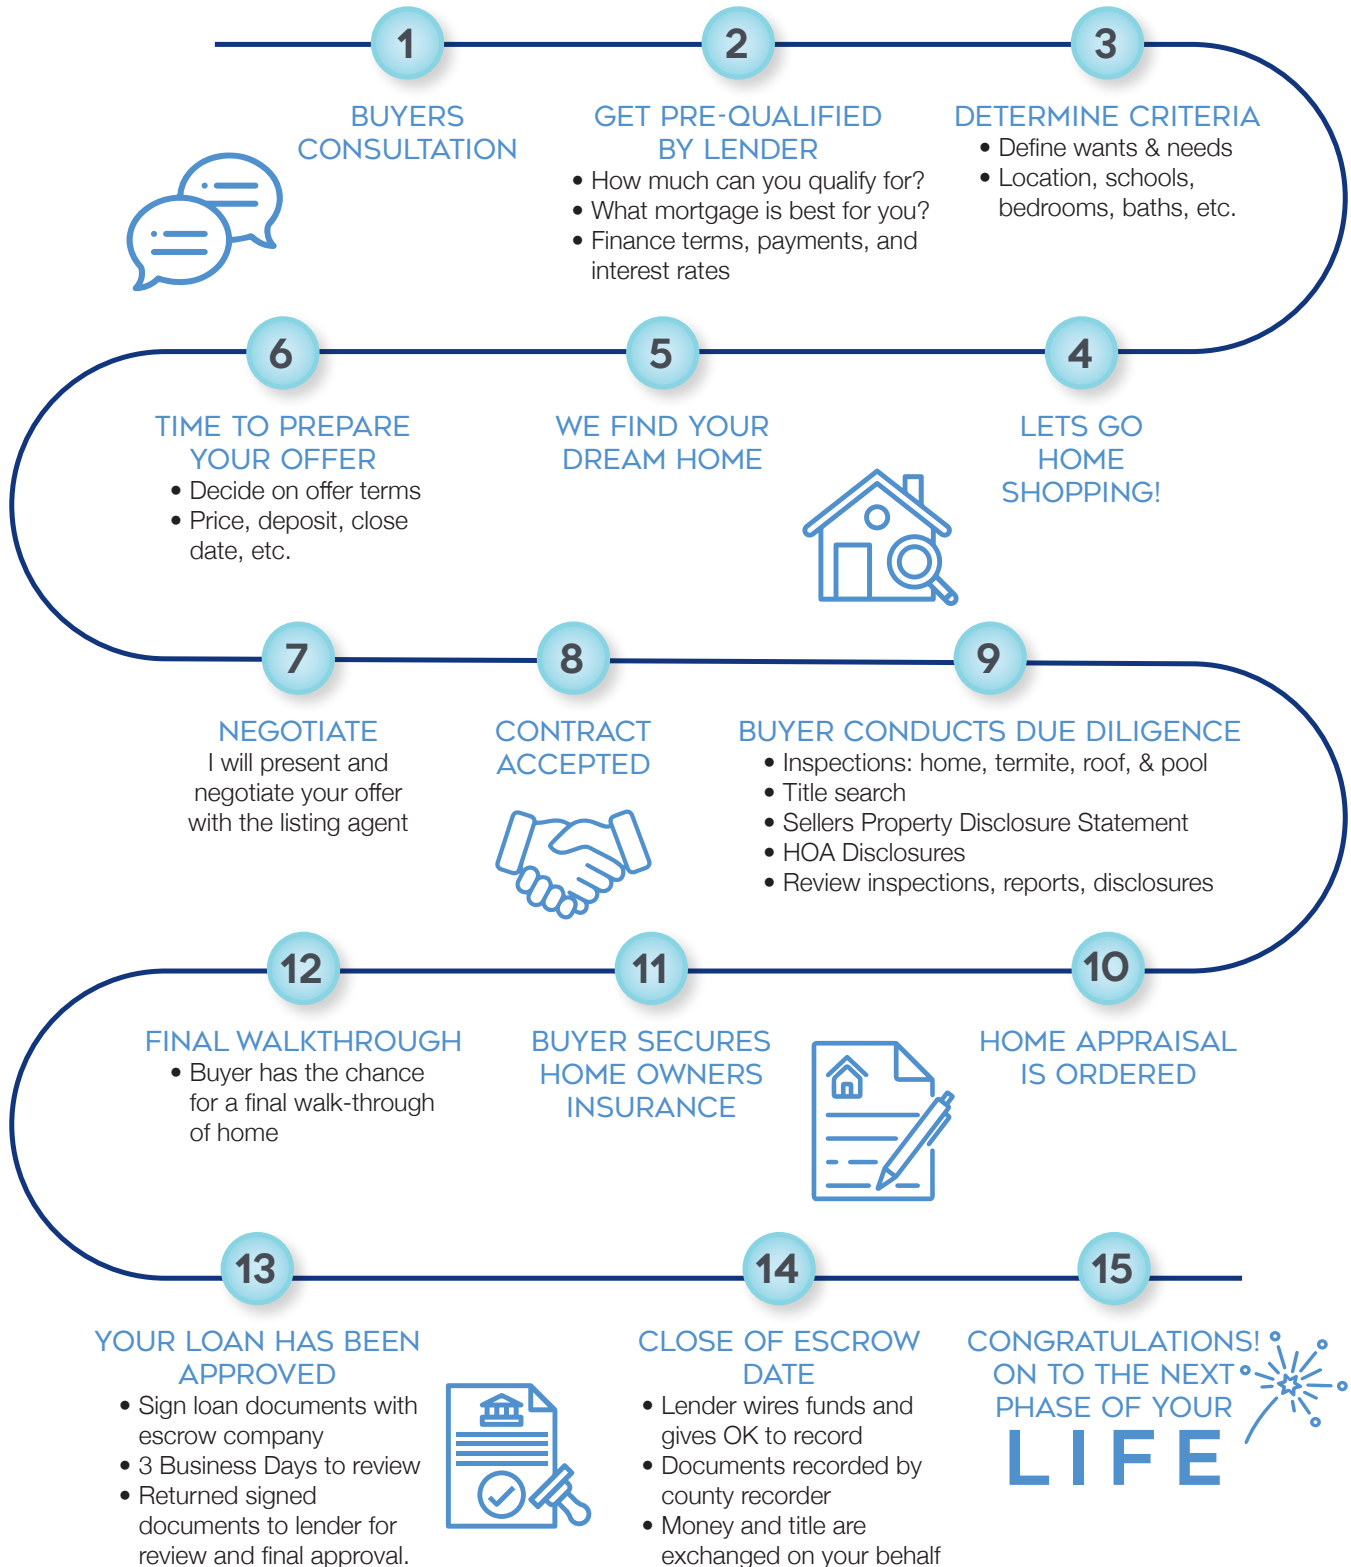 1
BUYERS
CONSULTATION
2
GET PRE-QUALIFIED
BY LENDER
• How much can you qualify for?
• What mortgage is best for you?
• Finance terms, payments, and
interest rates
3
DETERMINE CRITERIA
• Define wants & needs
• Location, schools,
bedrooms, baths, etc.
4
LETS GO
HOME
SHOPPING!
5
WE FIND YOUR
DREAM HOME
6
TIME TO PREPARE
YOUR OFFER
• Decide on offer terms
• Price, deposit, close
date, etc.
7
NEGOTIATE
I will present and
negotiate your offer
with the listing agent
8
CONTRACT
ACCEPTED
9
BUYER CONDUCTS DUE DILIGENCE
• Inspections: home, termite, roof, & pool
• Title search
• Sellers Property Disclosure Statement
• HOA Disclosures
• Review inspections, reports, disclosures
10
HOME APPRAISAL
IS ORDERED
11
BUYER SECURES
HOME OWNERS
INSURANCE
12
FINAL WALKTHROUGH
• Buyer has the chance
for a final walk-through
of home
13
YOUR LOAN HAS BEEN
APPROVED
• Sign loan documents with
escrow company
• 3 Business Days to review
• Returned signed
documents to lender for
review and final approval.
14
CLOSE OF ESCROW
DATE
• Lender wires funds and
gives OK to record
• Documents recorded by
county recorder
• Money and title are
exchanged on your behalf
15
CONGRATULATIONS!
ON TO THE NEXT
PHASE OF YOUR
LIFE